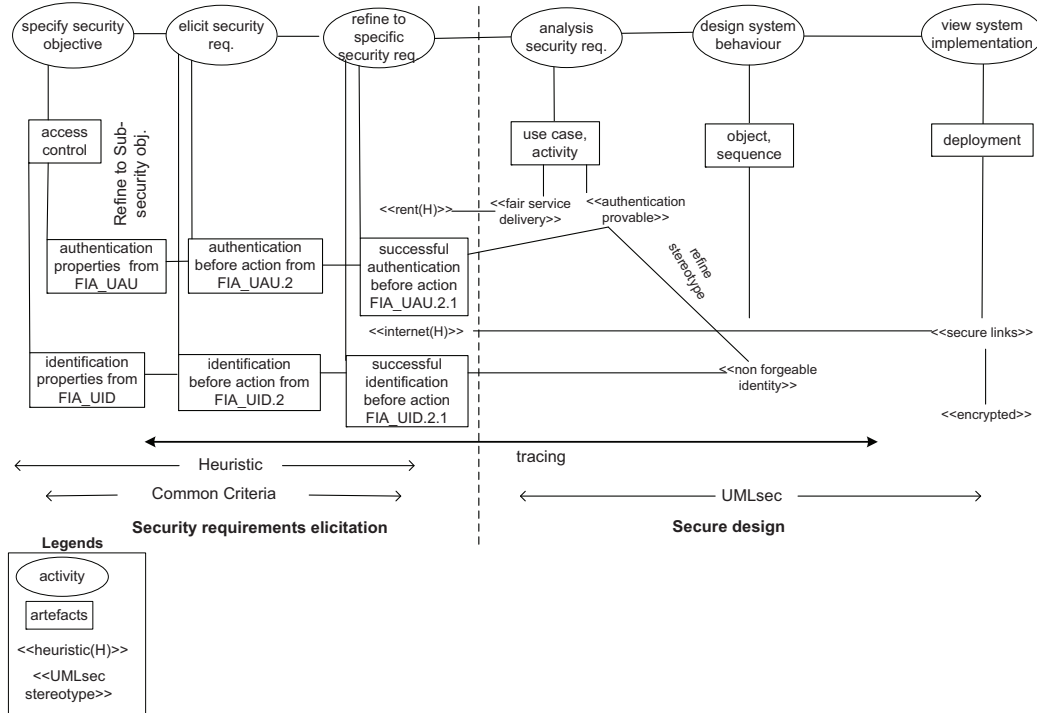 specify security
objective
elicit security
req.
refine to
specific
security req.
analysis
security req.
design system
behaviour
view system
implementation
access
control
Refine to Sub-
security obj.
use case,
activity
object,
sequence
deployment
<<rent(H)>>
<<fair service
delivery>>
<<authentication
provable>>
authentication
properties from
FIA_UAU
authentication
before action from
FIA_UAU.2
successful
authentication
before action
FIA_UAU.2.1
refine
stereotype
<<internet(H)>>
<<secure links>>
identification
properties from
FIA_UID
identification
before action from
FIA_UID.2
successful
identification
before action
FIA_UID.2.1
<<non forgeable
identity>>
<<encrypted>>
tracing
Heuristic
Common Criteria
UMLsec
Security requirements elicitation
Secure design
Legends
activity
artefacts
<<heuristic(H)>>
<<UMLsec
stereotype>>